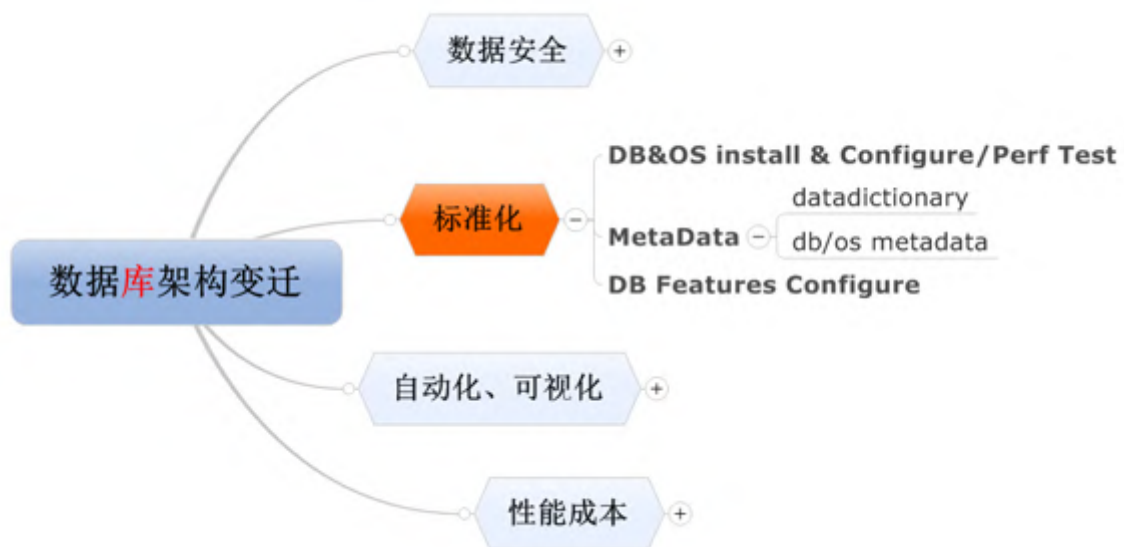 数据安全
DB&OS install & Configure/Perf Test
标准化
datadictionary
MetaData
db/os metadata
DB Features Configure
数据库架构变迁
自动化、可视化
性能成本